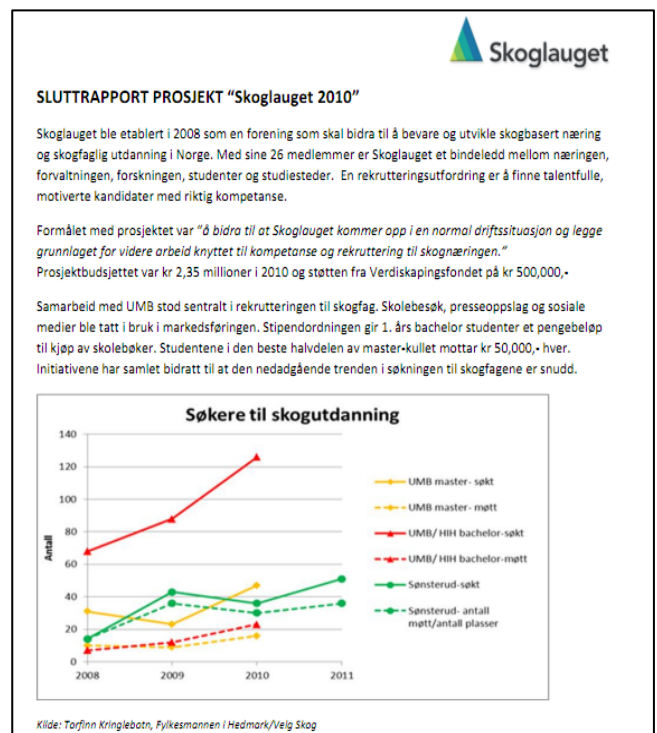 Skoglauget
SLUTTRAPPORT PROSJEKT “Skoglauget 2010”
Skoglauget ble etablert i 2008 som en forening som skal bidra til å bevare og utvikle skogbasert næring
og skogfaglig utdanning i Norge. Med sine 26 medlemmer er Skoglauget et bindeledd mellom næringen,
forvaltningen, forskningen, studenter og studiesteder. En rekrutteringsutfordring er å finne talentfulle,
motiverte kandidater med riktig kompetanse.
Formålet med prosjektet var “å bidra til at Skoglauget kommer opp i en normal driftssituasjon og legge
grunnlaget for videre arbeid knyttet til kompetanse og rekruttering til skognæringen.”
Prosjektbudsjettet var kr 2,35 millioner i 2010 og støtten fra Verdiskapingsfondet på kr 500,000,-
Samarbeid med UMB stod sentralt i rekrutteringen til skogfag. Skolebesøk, presseoppslag og sosiale
medier ble tatt i bruk i markedsføringen. Stipendordningen gir 1. års bachelor studenter et pengebeløp
til kjøp av skolebøker. Studentene i den beste halvdelen av master-kullet mottar kr 50,000,- hver.
Initiativene har samlet bidratt til at den nedadgående trenden i søkningen til skogfagene er snudd.
Søkere til skogutdanning
Antall
140
120
100
80
60
40
20
0
2008 2009 2010 2011
UMB master- søkt
UMB master- møtt
UMB/ HIH bachelor-søkt
UMB/ HIH bachelor-møtt
Sønsterud-søkt
Sønsterud- antall
møtt/antall plasser
Kilde: Torfinn Kringlebotn, Fylkesmannen i Hedmark/Velg Skog